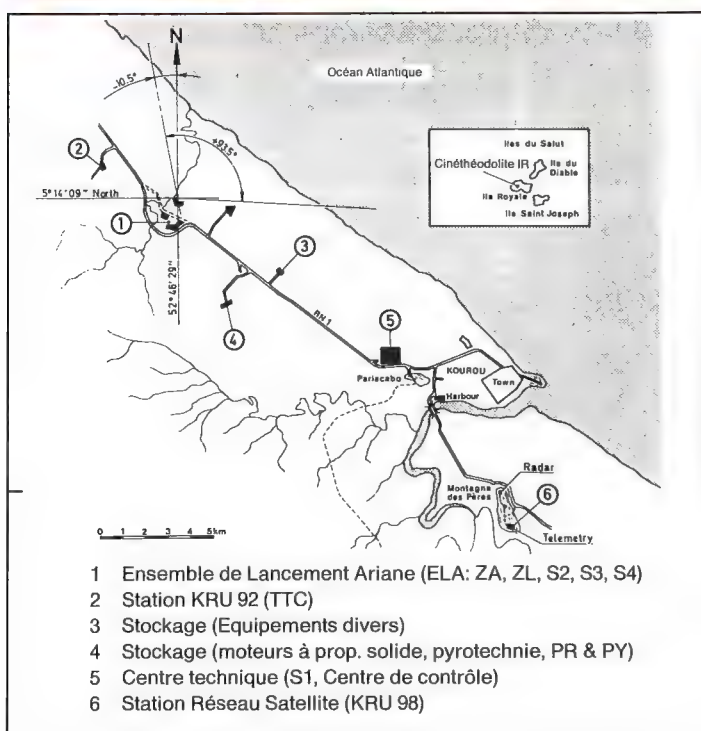 N
-10.5°
Océan Atlantique
+93.5°
Iles du Salut
Cinéthéodolite IR
Ile du
Diable
Ile Royale
Ile Saint Joseph
2
5° 14' 09" North
1
3
52° 46' 29"
4
RN 1
5
Pariacabo
KOUROU
Town
Harbour
Radar
Montagne
des Pères
6
Telemetry
0 1 2 3 4 5km
1 Ensemble de Lancement Ariane (ELA: ZA, ZL, S2, S3, S4)
2 Station KRU 92 (TTC)
3 Stockage (Equipements divers)
4 Stockage (moteurs à prop. solide, pyrotechnie, PR & PY)
5 Centre technique (S1, Centre de contrôle)
6 Station Réseau Satellite (KRU 98)